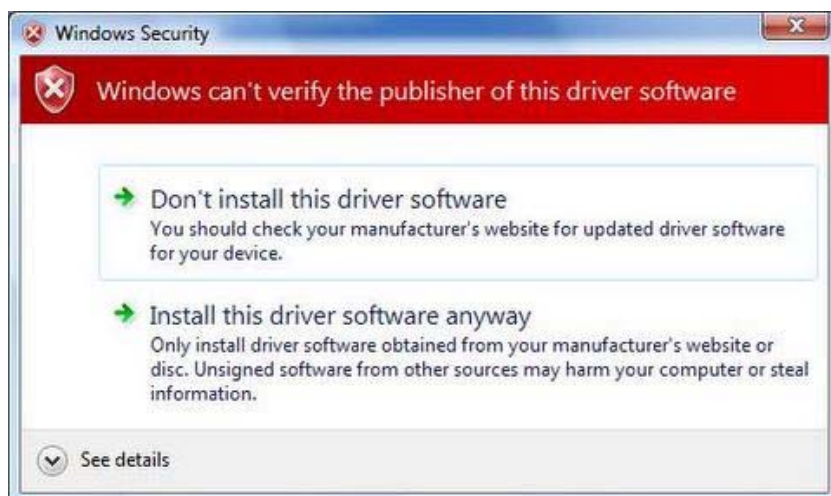 Windows Security
Windows can't verify the publisher of this driver software
Don't install this driver software
You should check your manufacturer's website for updated driver software
for your device.
Install this driver software anyway
Only install driver software obtained from your manufacturer's website or
disc. Unsigned software from other sources may harm your computer or steal
information.
See details